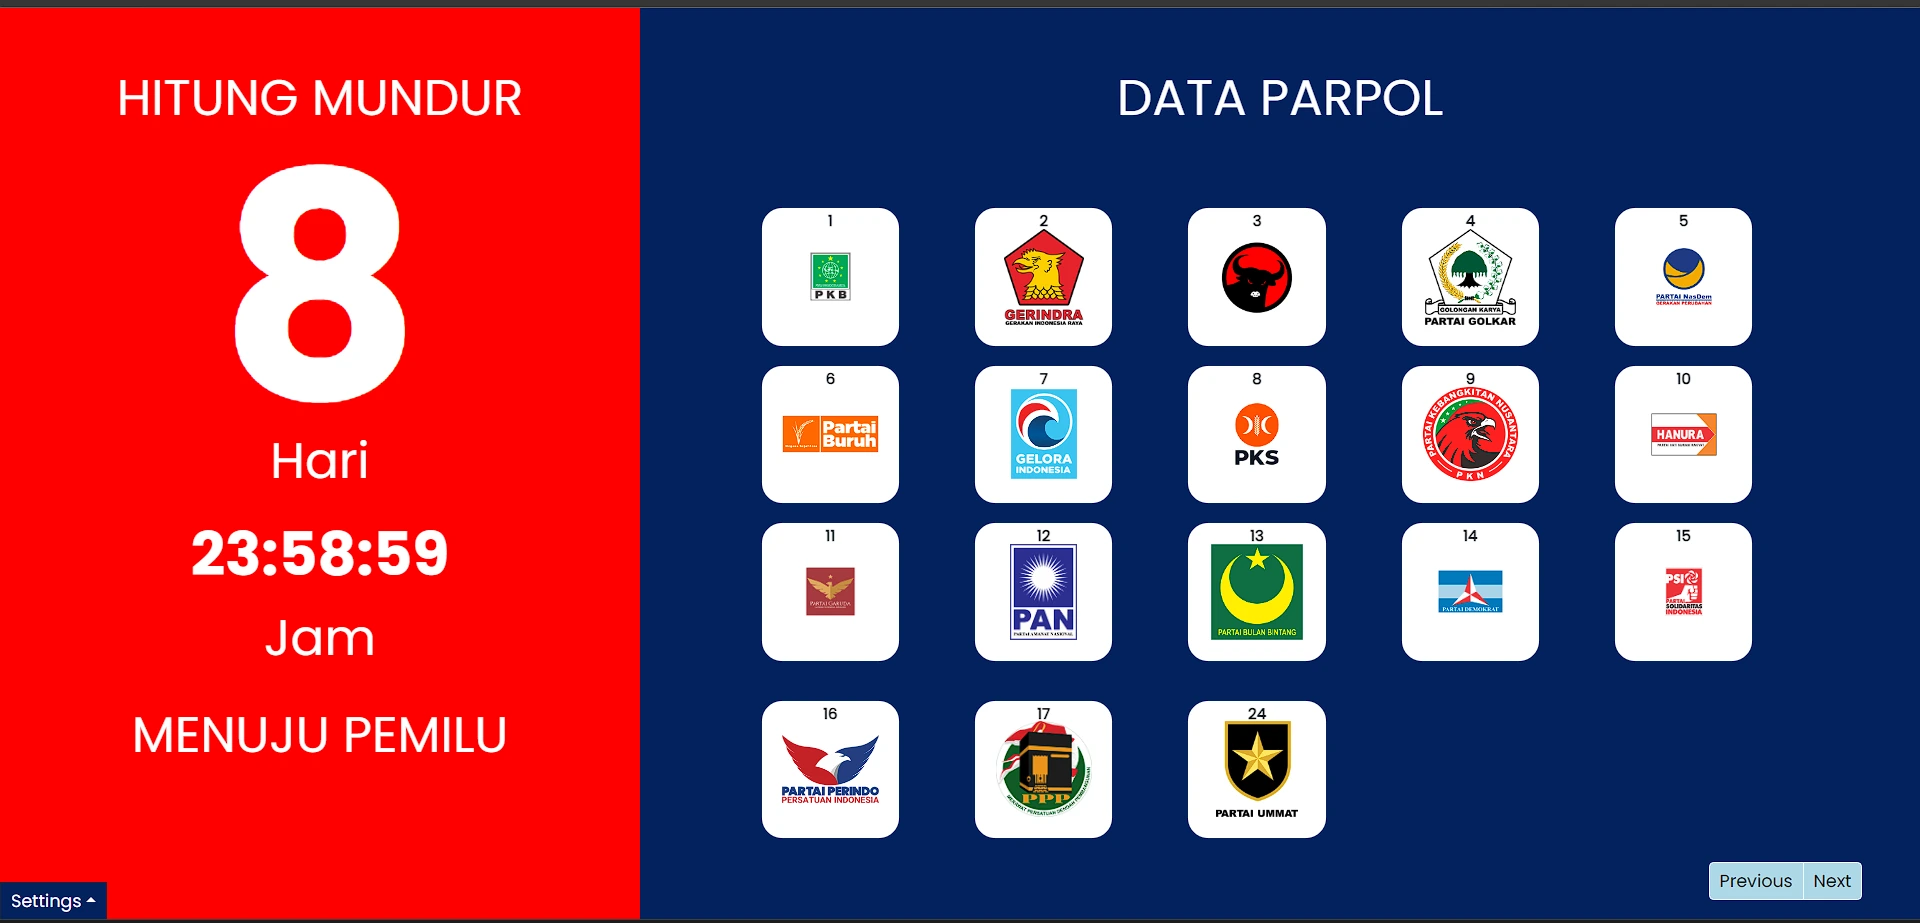 HITUNG MUNDUR
8
Hari
23:58:59
Jam
MENUJU PEMILU
Settings
DATA PARPOL
1
PKB
2
GERINDRA
GERAKAN INDONESIA RAYA
3
4
GOLONGAN KARYA
PARTAI GOLKAR
5
PARTAI NasDem
GERAKAN PERUBAHAN
6
Partai
Buruh
7
GELORA
INDONESIA
8
PKS
9
PARTAI KEBANGKITAN NUSANTARA
PKN
10
HANURA
11
PARTAI GARUDA
12
PAN
PARTAI AMANAT NASIONAL
13
PARTAI BULAN BINTANG
14
PARTAI DEMOKRAT
15
PSI
PARTAI
SOLIDARITAS
INDONESIA
16
PARTAI PERINDO
PERSATUAN INDONESIA
17
PPP
24
PARTAI UMMAT
Previous Next